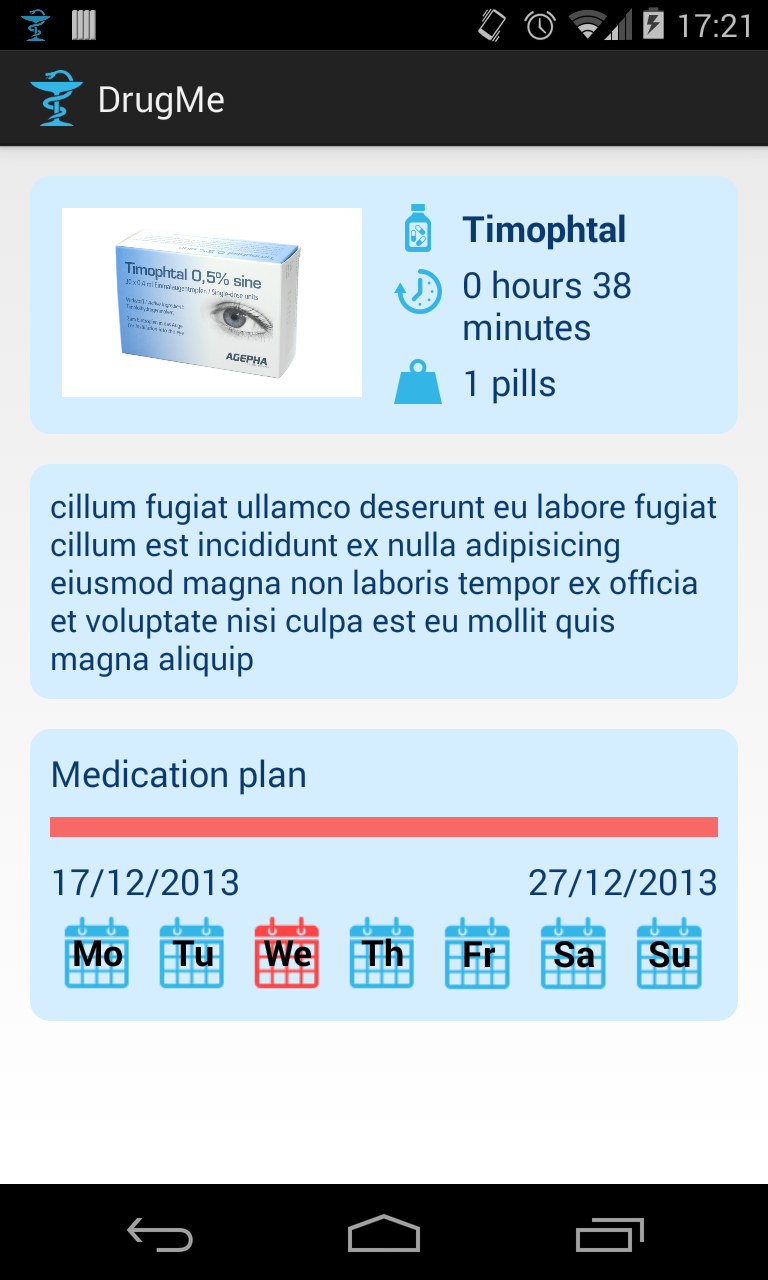 17:21
DrugMe
Timophtal 0,5% sine
AGEPHA
Timophtal
0 hours 38
minutes
1 pills
cillum fugiat ullamco deserunt eu labore fugiat
cillum est incididunt ex nulla adipisicing
eiusmod magna non laboris tempor ex officia
et voluptate nisi culpa est eu mollit quis
magna aliquip
Medication plan
17/12/2013 27/12/2013
Mo Tu We Th Fr Sa Su